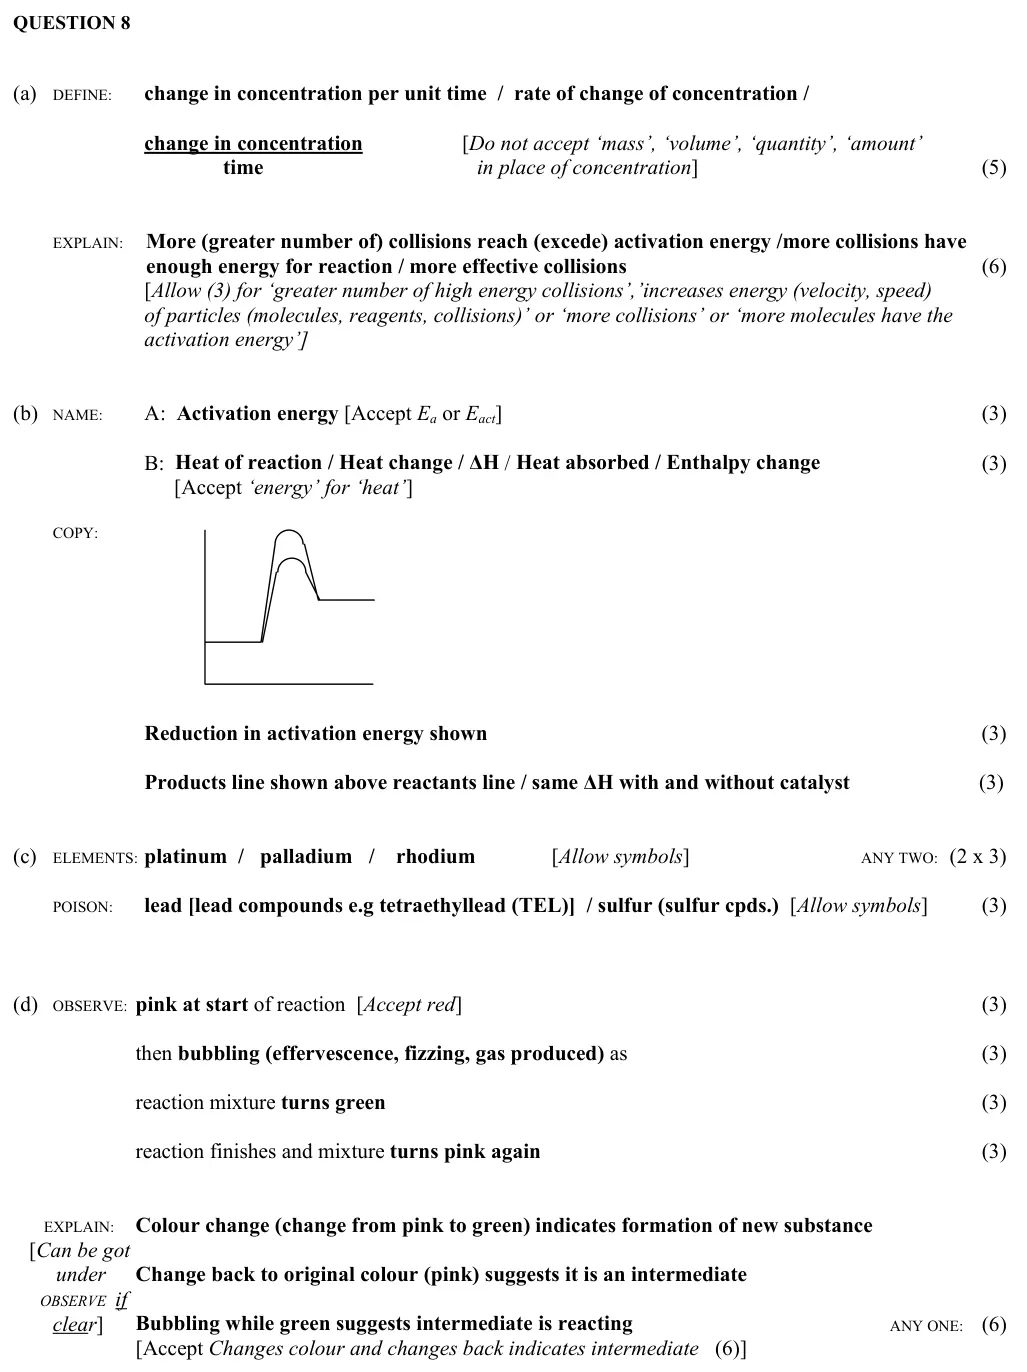 QUESTION 8
(a) DEFINE: change in concentration per unit time / rate of change of concentration /
change in concentration [Do not accept ‘mass’, ‘volume’, ‘quantity’, ‘amount’
time in place of concentration] (5)
EXPLAIN: More (greater number of) collisions reach (excede) activation energy /more collisions have
enough energy for reaction / more effective collisions (6)
[Allow (3) for ‘greater number of high energy collisions’,’increases energy (velocity, speed)
of particles (molecules, reagents, collisions)’ or ‘more collisions’ or ‘more molecules have the
activation energy’]
(b) NAME: A: Activation energy [Accept Ea or Eact] (3)
B: Heat of reaction / Heat change / ΔH / Heat absorbed / Enthalpy change (3)
[Accept ‘energy’ for ‘heat’]
COPY:
Reduction in activation energy shown (3)
Products line shown above reactants line / same ΔH with and without catalyst (3)
(c) ELEMENTS: platinum / palladium / rhodium [Allow symbols] ANY TWO: (2 x 3)
POISON: lead [lead compounds e.g tetraethyllead (TEL)] / sulfur (sulfur cpds.) [Allow symbols] (3)
(d) OBSERVE: pink at start of reaction [Accept red] (3)
then bubbling (effervescence, fizzing, gas produced) as (3)
reaction mixture turns green (3)
reaction finishes and mixture turns pink again (3)
EXPLAIN: Colour change (change from pink to green) indicates formation of new substance
[Can be got
under Change back to original colour (pink) suggests it is an intermediate
OBSERVE if
clear] Bubbling while green suggests intermediate is reacting ANY ONE: (6)
[Accept Changes colour and changes back indicates intermediate (6)]